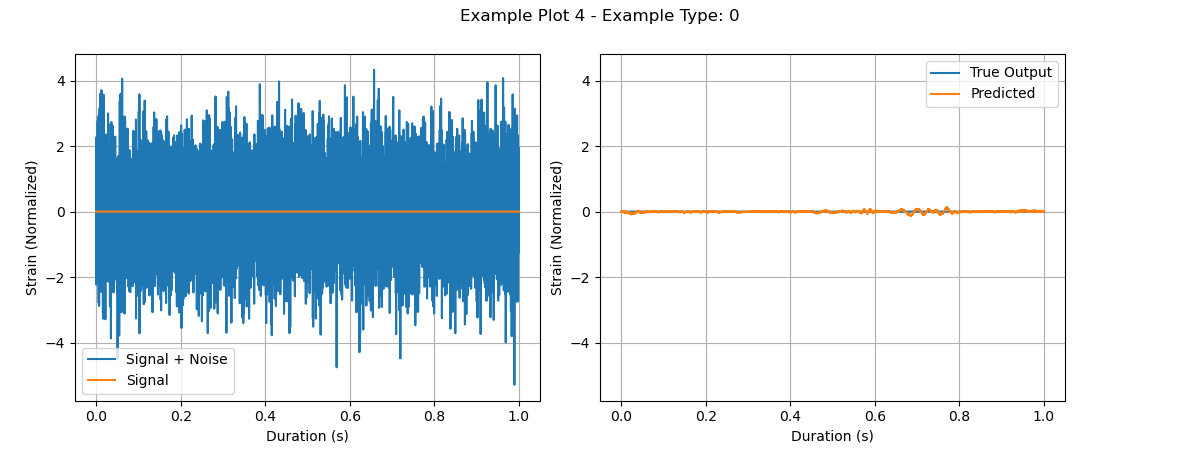 Example Plot 4 - Example Type: 0
Strain (Normalized)
4
2
0
−2
−4
Signal + Noise
Signal
0.0 0.2 0.4 0.6 0.8 1.0
Duration (s)
Strain (Normalized)
4
2
0
−2
−4
True Output
Predicted
0.0 0.2 0.4 0.6 0.8 1.0
Duration (s)